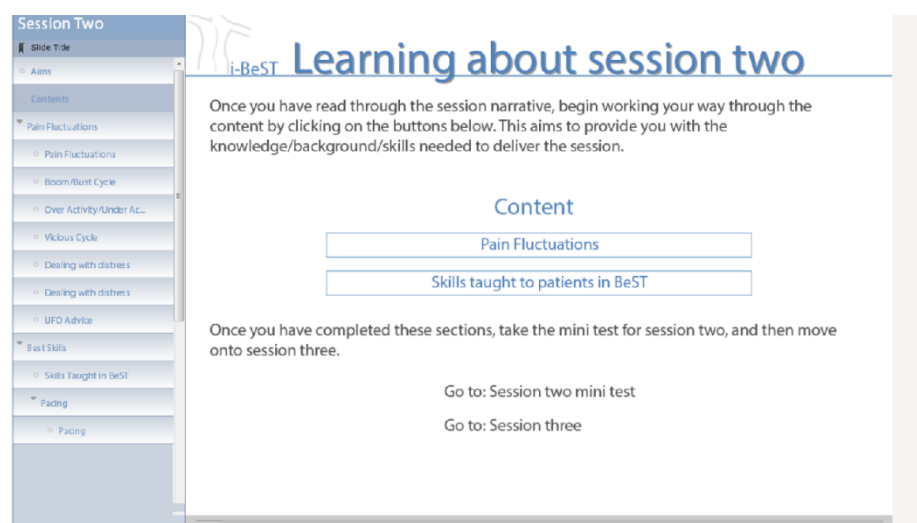 Session Two
Slide Title
Aims
Contents
Pain Fluctuations
Pain Fluctuations
Boom/Bust Cycle
Over Activity/Under Ac...
Vicious Cycle
Dealing with distress
Dealing with distress
UFO Advice
Best Skills
Skills Taught in BeST
Pacing
Pacing
i-BeST Learning about session two
Once you have read through the session narrative, begin working your way through the
content by clicking on the buttons below. This aims to provide you with the
knowledge/background/skills needed to deliver the session.
Content
Pain Fluctuations
Skills taught to patients in BeST
Once you have completed these sections, take the mini test for session two, and then move
onto session three.
Go to: Session two mini test
Go to: Session three